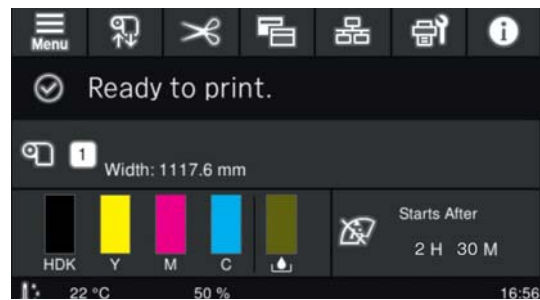 Menu
Ready to print.
1
Width: 1117.6 mm
HDK Y M C
Starts After
2 H 30 M
22 °C 50 % 16:56